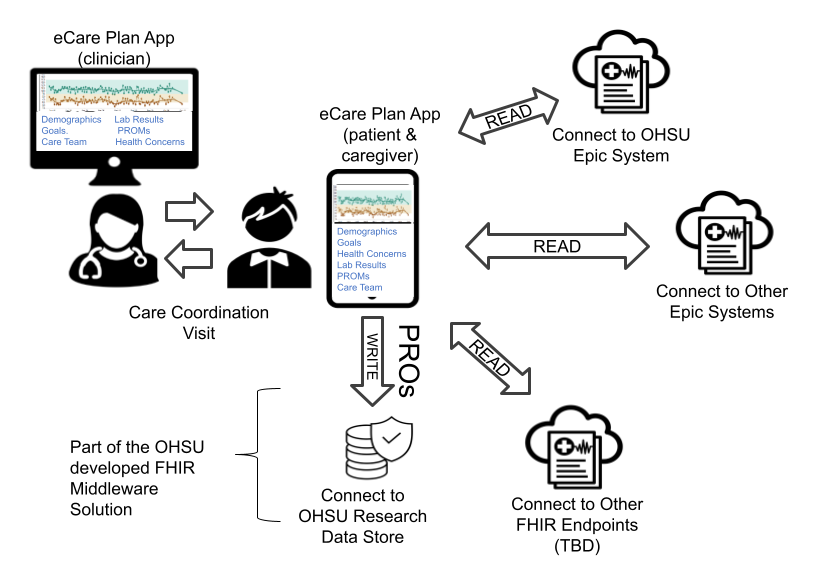 eCare Plan App
(clinician)
Demographics Lab Results
Goals. PROMs
Care Team Health Concerns
eCare Plan App
(patient &
caregiver)
Demographics
Goals
Health Concerns
Lab Results
PROMs
Care Team
READ
Connect to OHSU
Epic System
READ
Connect to Other
Epic Systems
Care Coordination
Visit
WRITE
PROs
READ
Part of the OHSU
developed FHIR
Middleware
Solution
Connect to
OHSU Research
Data Store
Connect to Other
FHIR Endpoints
(TBD)